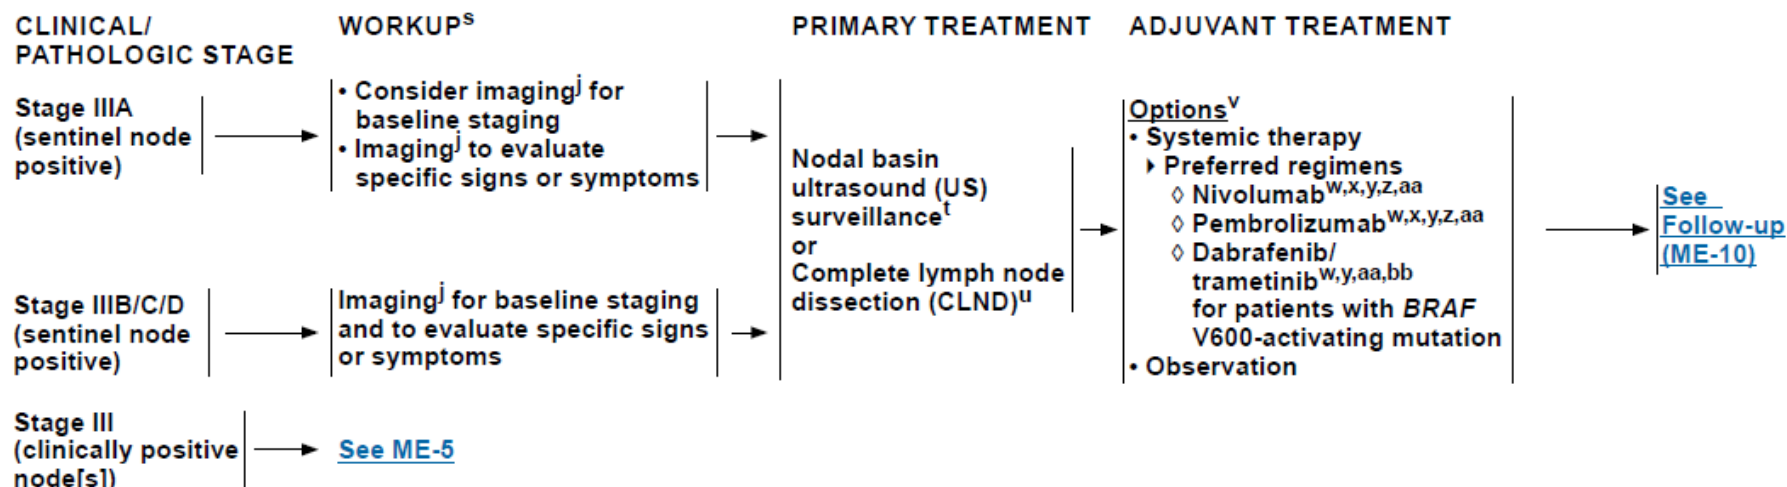 CLINICAL/
PATHOLOGIC STAGE
WORKUPs
PRIMARY TREATMENT
ADJUVANT TREATMENT
Stage IIIA
(sentinel node
positive)
• Consider imagingj for
baseline staging
• Imagingj to evaluate
specific signs or symptoms
Stage IIIB/C/D
(sentinel node
positive)
Imagingj for baseline staging
and to evaluate specific signs
or symptoms
Nodal basin
ultrasound (US)
surveillancet
or
Complete lymph node
dissection (CLND)u
Optionsv
• Systemic therapy
▸ Preferred regimens
◊ Nivolumabw,x,y,z,aa
◊ Pembrolizumabw,x,y,z,aa
◊ Dabrafenib/
trametinibw,y,aa,bb
for patients with BRAF
V600-activating mutation
• Observation
See
Follow-up
(ME-10)
Stage III
(clinically positive
node[s])
See ME-5